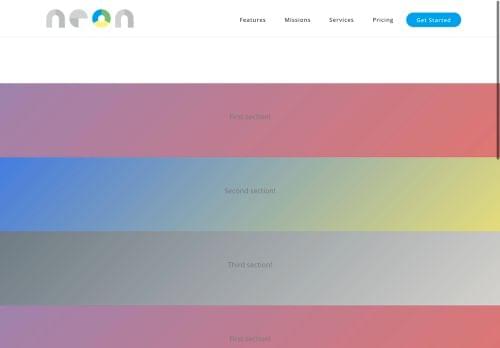 neon
Features Missions Services Pricing Get Started
First section!
Second section!
Third section!
First section!